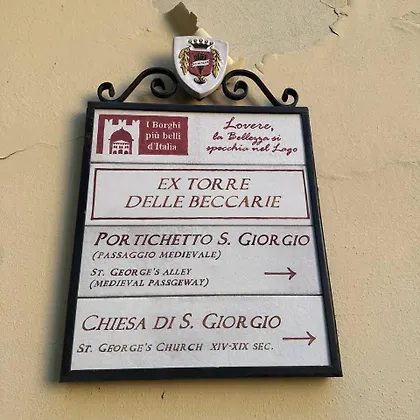 I Borghi
più belli
d'Italia
Lovere,
la Bellezza si
specchia nel Lago
EX TORRE
DELLE BECCARIE
PORTICHETTO S. GIORGIO
(PASSAGGIO MEDIEVALE)
ST. GEORGE'S ALLEY
(MEDIEVAL PASSGEWAY)
CHIESA DI S. GIORGIO
ST. GEORGE'S CHURCH XIV-XIX SEC.